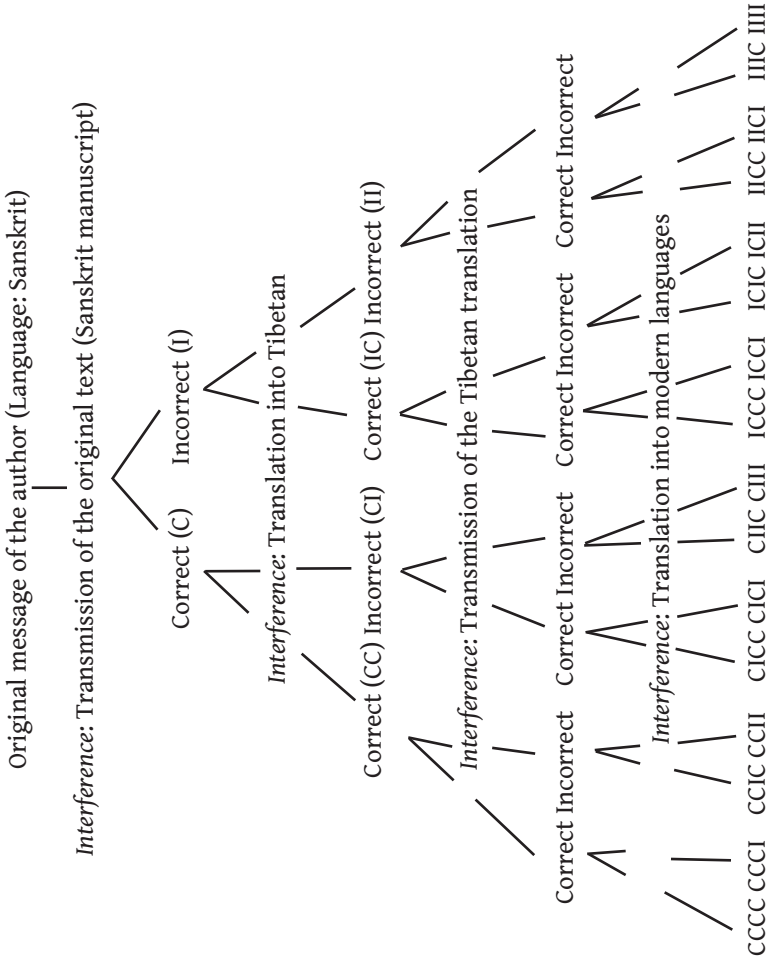 Original message of the author (Language: Sanskrit)
Interference: Transmission of the original text (Sanskrit manuscript)
Correct (C) Incorrect (I)
Interference: Translation into Tibetan
Correct (CC) Incorrect (CI) Correct (IC) Incorrect (II)
Interference: Transmission of the Tibetan translation
Correct Incorrect Correct Incorrect Correct Incorrect Correct Incorrect
Interference: Translation into modern languages
CCCC CCCI CCIC CCII CICC CICI CIIC CIII ICCC ICCI ICIC ICII IICC IICI IIIC IIII